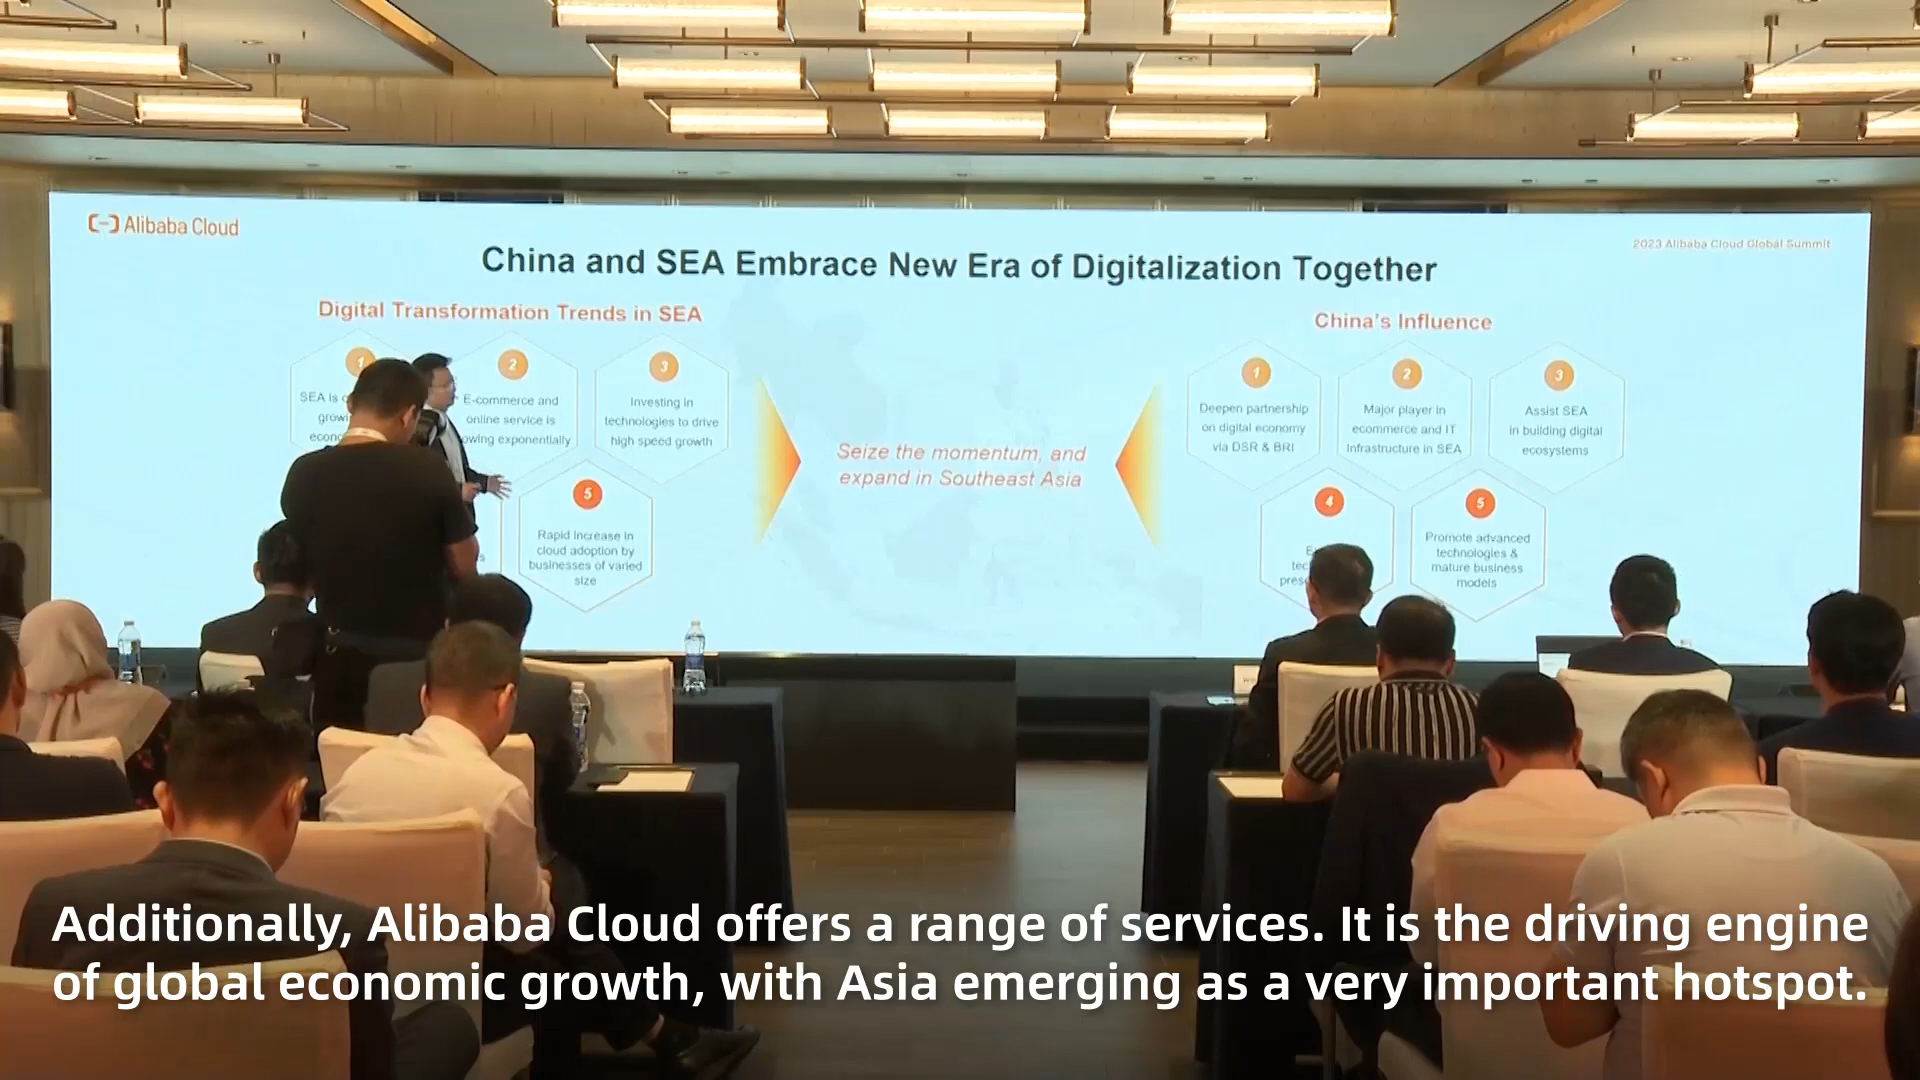 Alibaba Cloud
2023 Alibaba Cloud Global Summit
China and SEA Embrace New Era of Digitalization Together
Digital Transformation Trends in SEA
1
SEA is
2
E-commerce and
online service is
owing exponentially
3
Investing in
technologies to drive
high speed growth
5
Rapid Increase in
cloud adoption by
businesses of varied
size
Seize the momentum, and
expand in Southeast Asia
China's Influence
1
Deepen partnership
on digital economy
via DSR & BRI
2
Major player in
ecommerce and IT
Infrastructure in SEA
3
Assist SEA
in building digital
ecosystems
4
5
Promote advanced
technologies &
mature business
models
Additionally, Alibaba Cloud offers a range of services. It is the driving engine
of global economic growth, with Asia emerging as a very important hotspot.